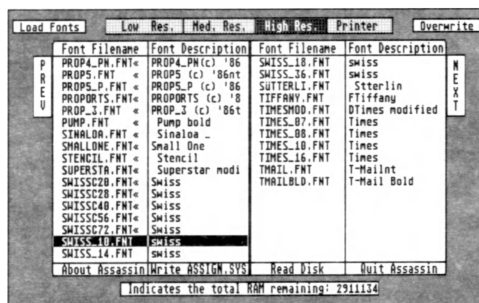 Load Fonts Low Res. Med. Res. High Res. Printer Overwrite
PREV
Font Filename Font Description
PROP4_PN.FNT« PROP4_PN(c) '86
PROP5.FNT « PROP5 (c) '86nt
PROP5_P.FNT « PROP5_P (c) '86
PROPORTS.FNT« PROPORTS (c) '8
PROP_3.FNT « PROP_3 (c) '86t
PUMP.FNT « Pump bold
SINALOA.FNT « Sinaloa _
SMALLONE.FNT« Small One
STENCIL.FNT « Stencil
SUPERSTA.FNT« Superstar modi
SWISSC20.FNT« Swiss
SWISSC28.FNT« Swiss
SWISSC40.FNT« Swiss
SWISSC56.FNT« Swiss
SWISSC72.FNT« Swiss
SWISS_10.FNT swiss
SWISS_14.FNT swiss
Font Filename Font Description
SWISS_18.FNT swiss
SWISS_36.FNT swiss
SüTTERLI.FNT Stterlin
TIFFANY.FNT FTiffany
TIMESMOD.FNT DTimes modified
TIMES_07.FNT Times
TIMES_08.FNT Times
TIMES_10.FNT Times
TIMES_16.FNT Times
TMAIL.FNT T-Mailnt
TMAILBLD.FNT T-Mail Bold
NEXT
About Assassin Write ASSIGN.SYS Read Disk Quit Assassin
Indicates the total RAM remaining: 2911134